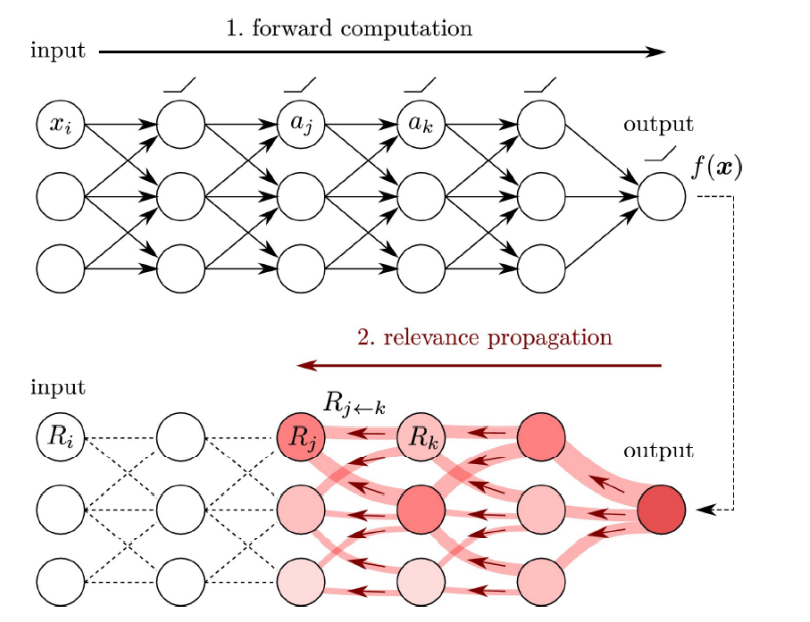 1. forward computation
input
x_i
a_j
a_k
output
f(x)
2. relevance propagation
input
R_{j←k}
R_i
R_j
R_k
output